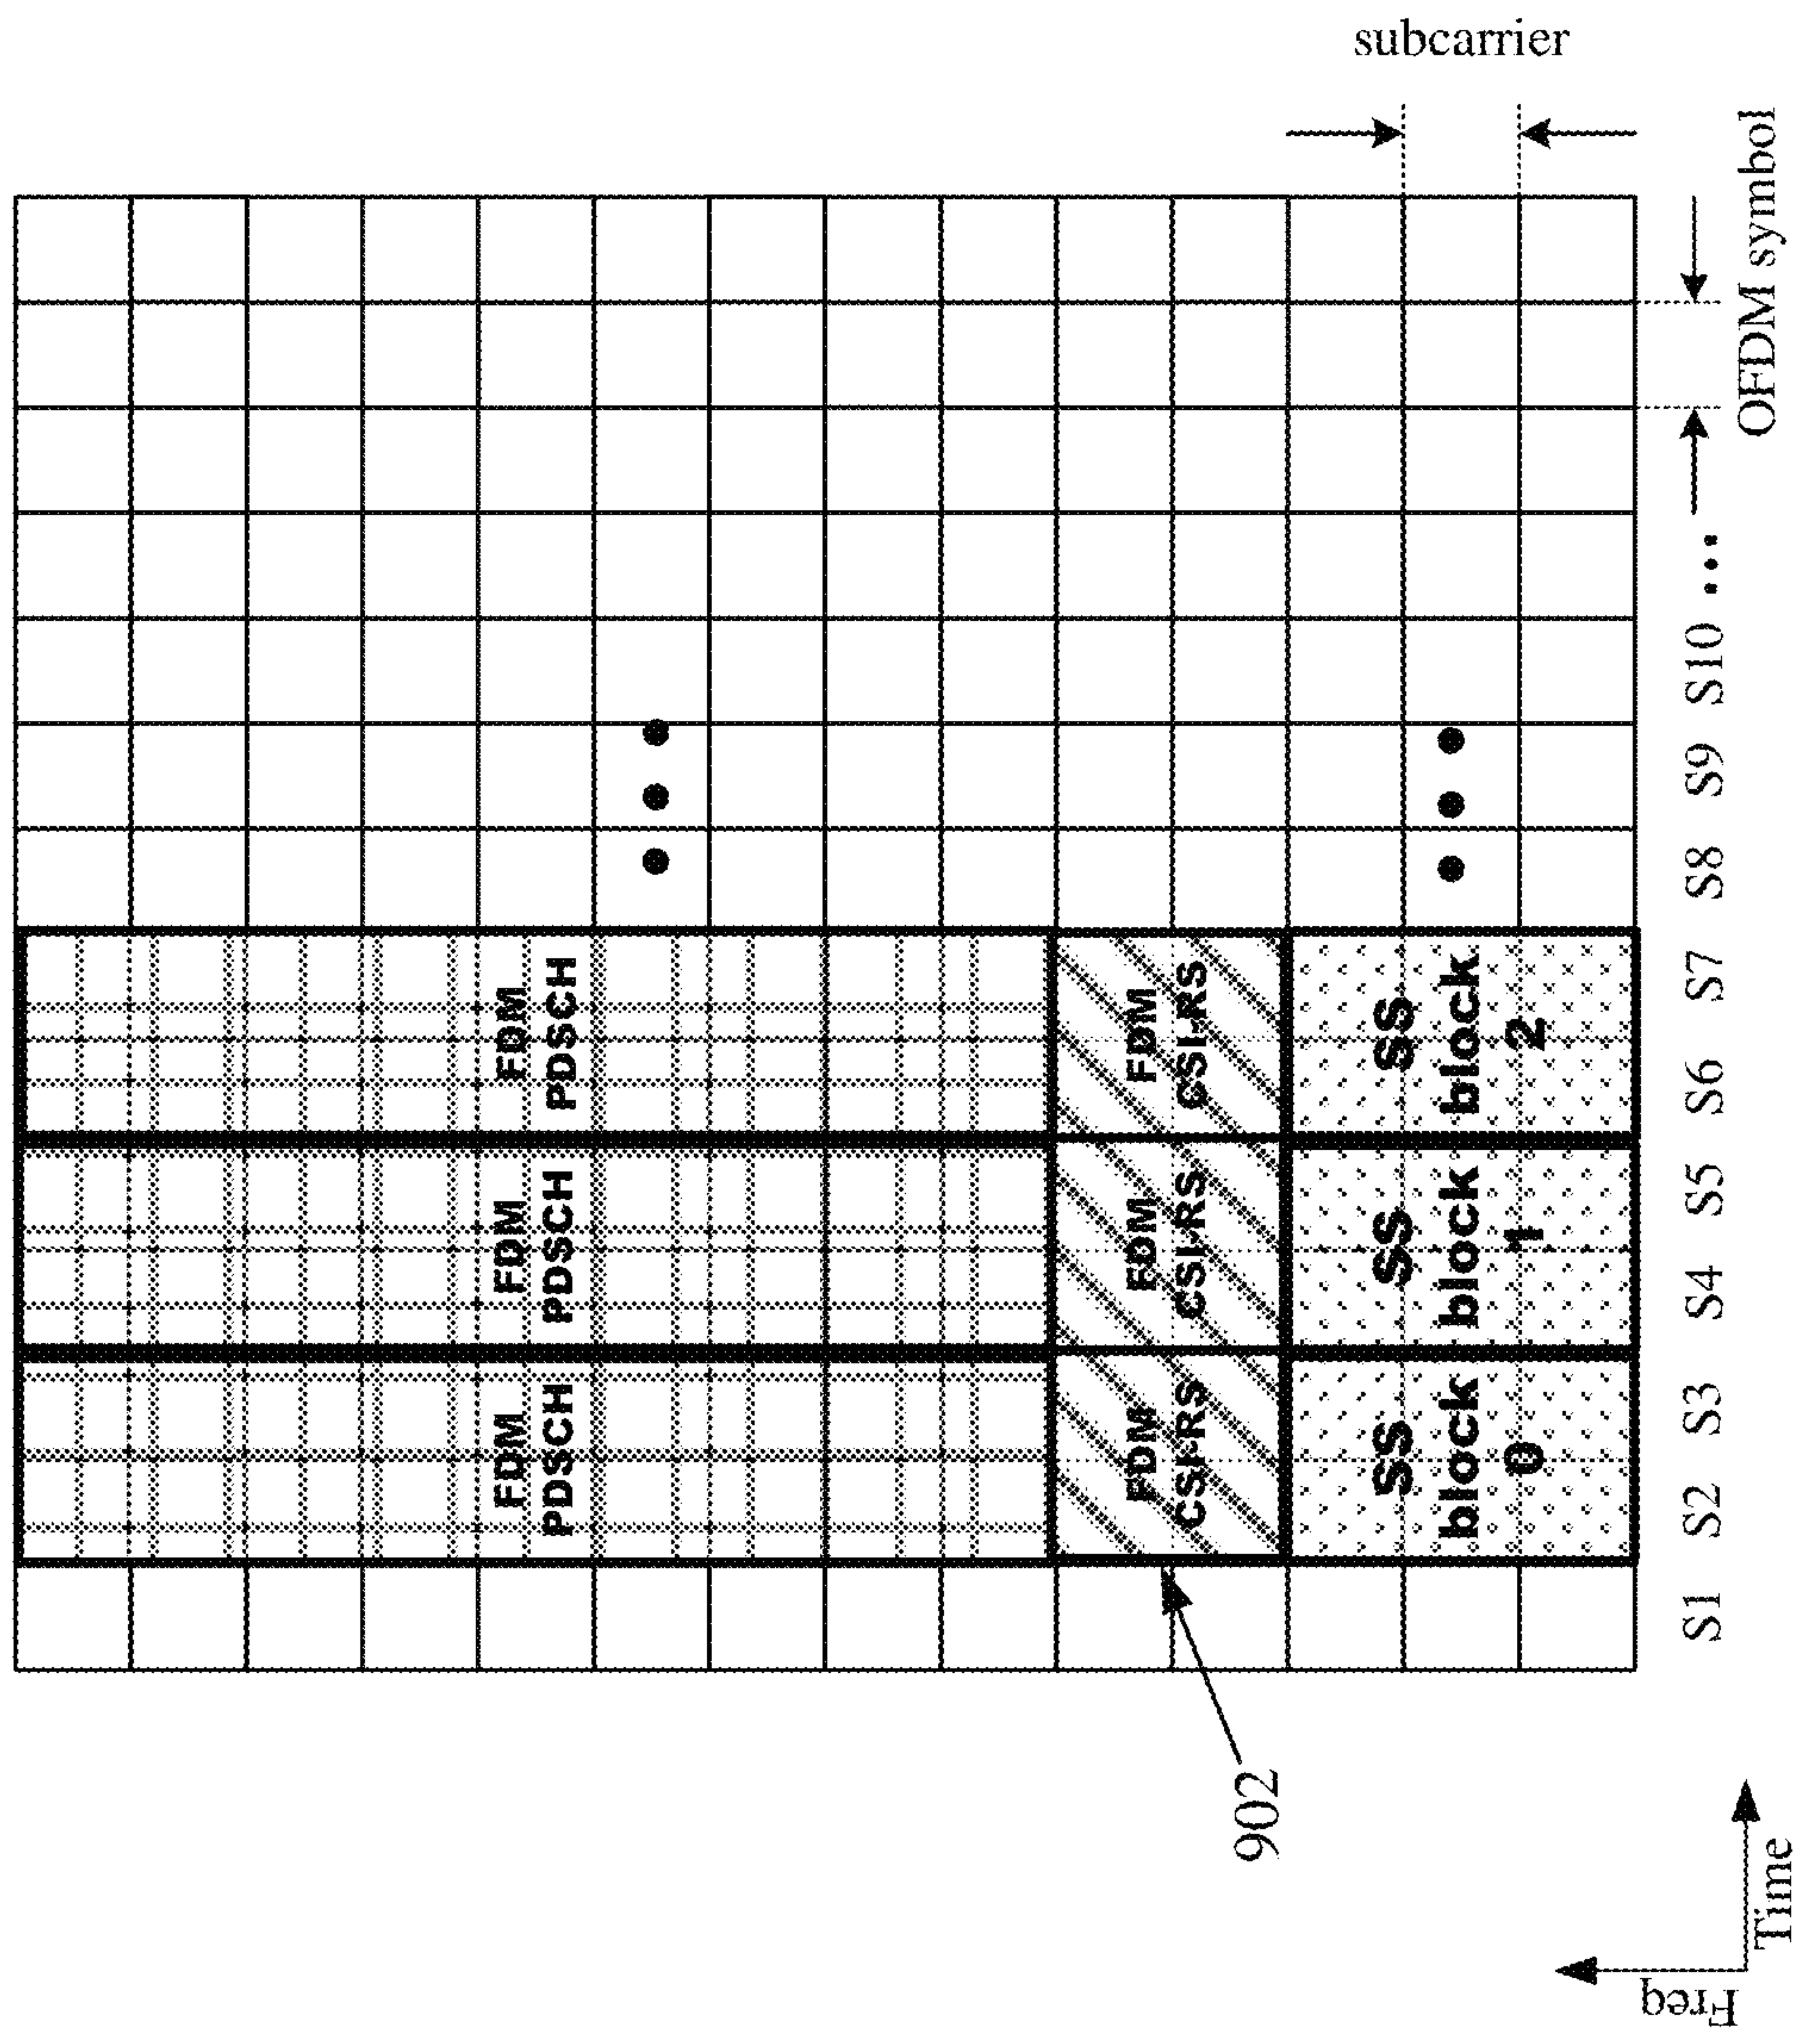 FDM
PDSCH
FDM
PDSCH
FDM
PDSCH
FDM
CSI-RS
FDM
CSI-RS
FDM
CSI-RS
902
SS
block
0
SS
block
1
SS
block
2
subcarrier
S1 S2 S3 S4 S5 S6 S7 S8 S9 S10 •••
OFDM symbol
Freq
Time